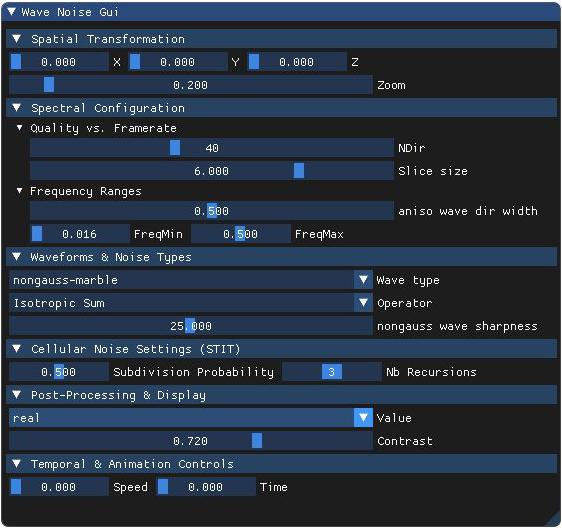 Wave Noise Gui
Spatial Transformation
0.000 X 0.000 Y 0.000 Z
0.200 Zoom
Spectral Configuration
Quality vs. Framerate
40 NDir
6.000 Slice size
Frequency Ranges
0.500 aniso wave dir width
0.016 FreqMin 0.500 FreqMax
Waveforms & Noise Types
nongauss-marble Wave type
Isotropic Sum Operator
25.000 nongauss wave sharpness
Cellular Noise Settings (STIT)
0.500 Subdivision Probability 3 Nb Recursions
Post-Processing & Display
real Value
0.720 Contrast
Temporal & Animation Controls
0.000 Speed 0.000 Time